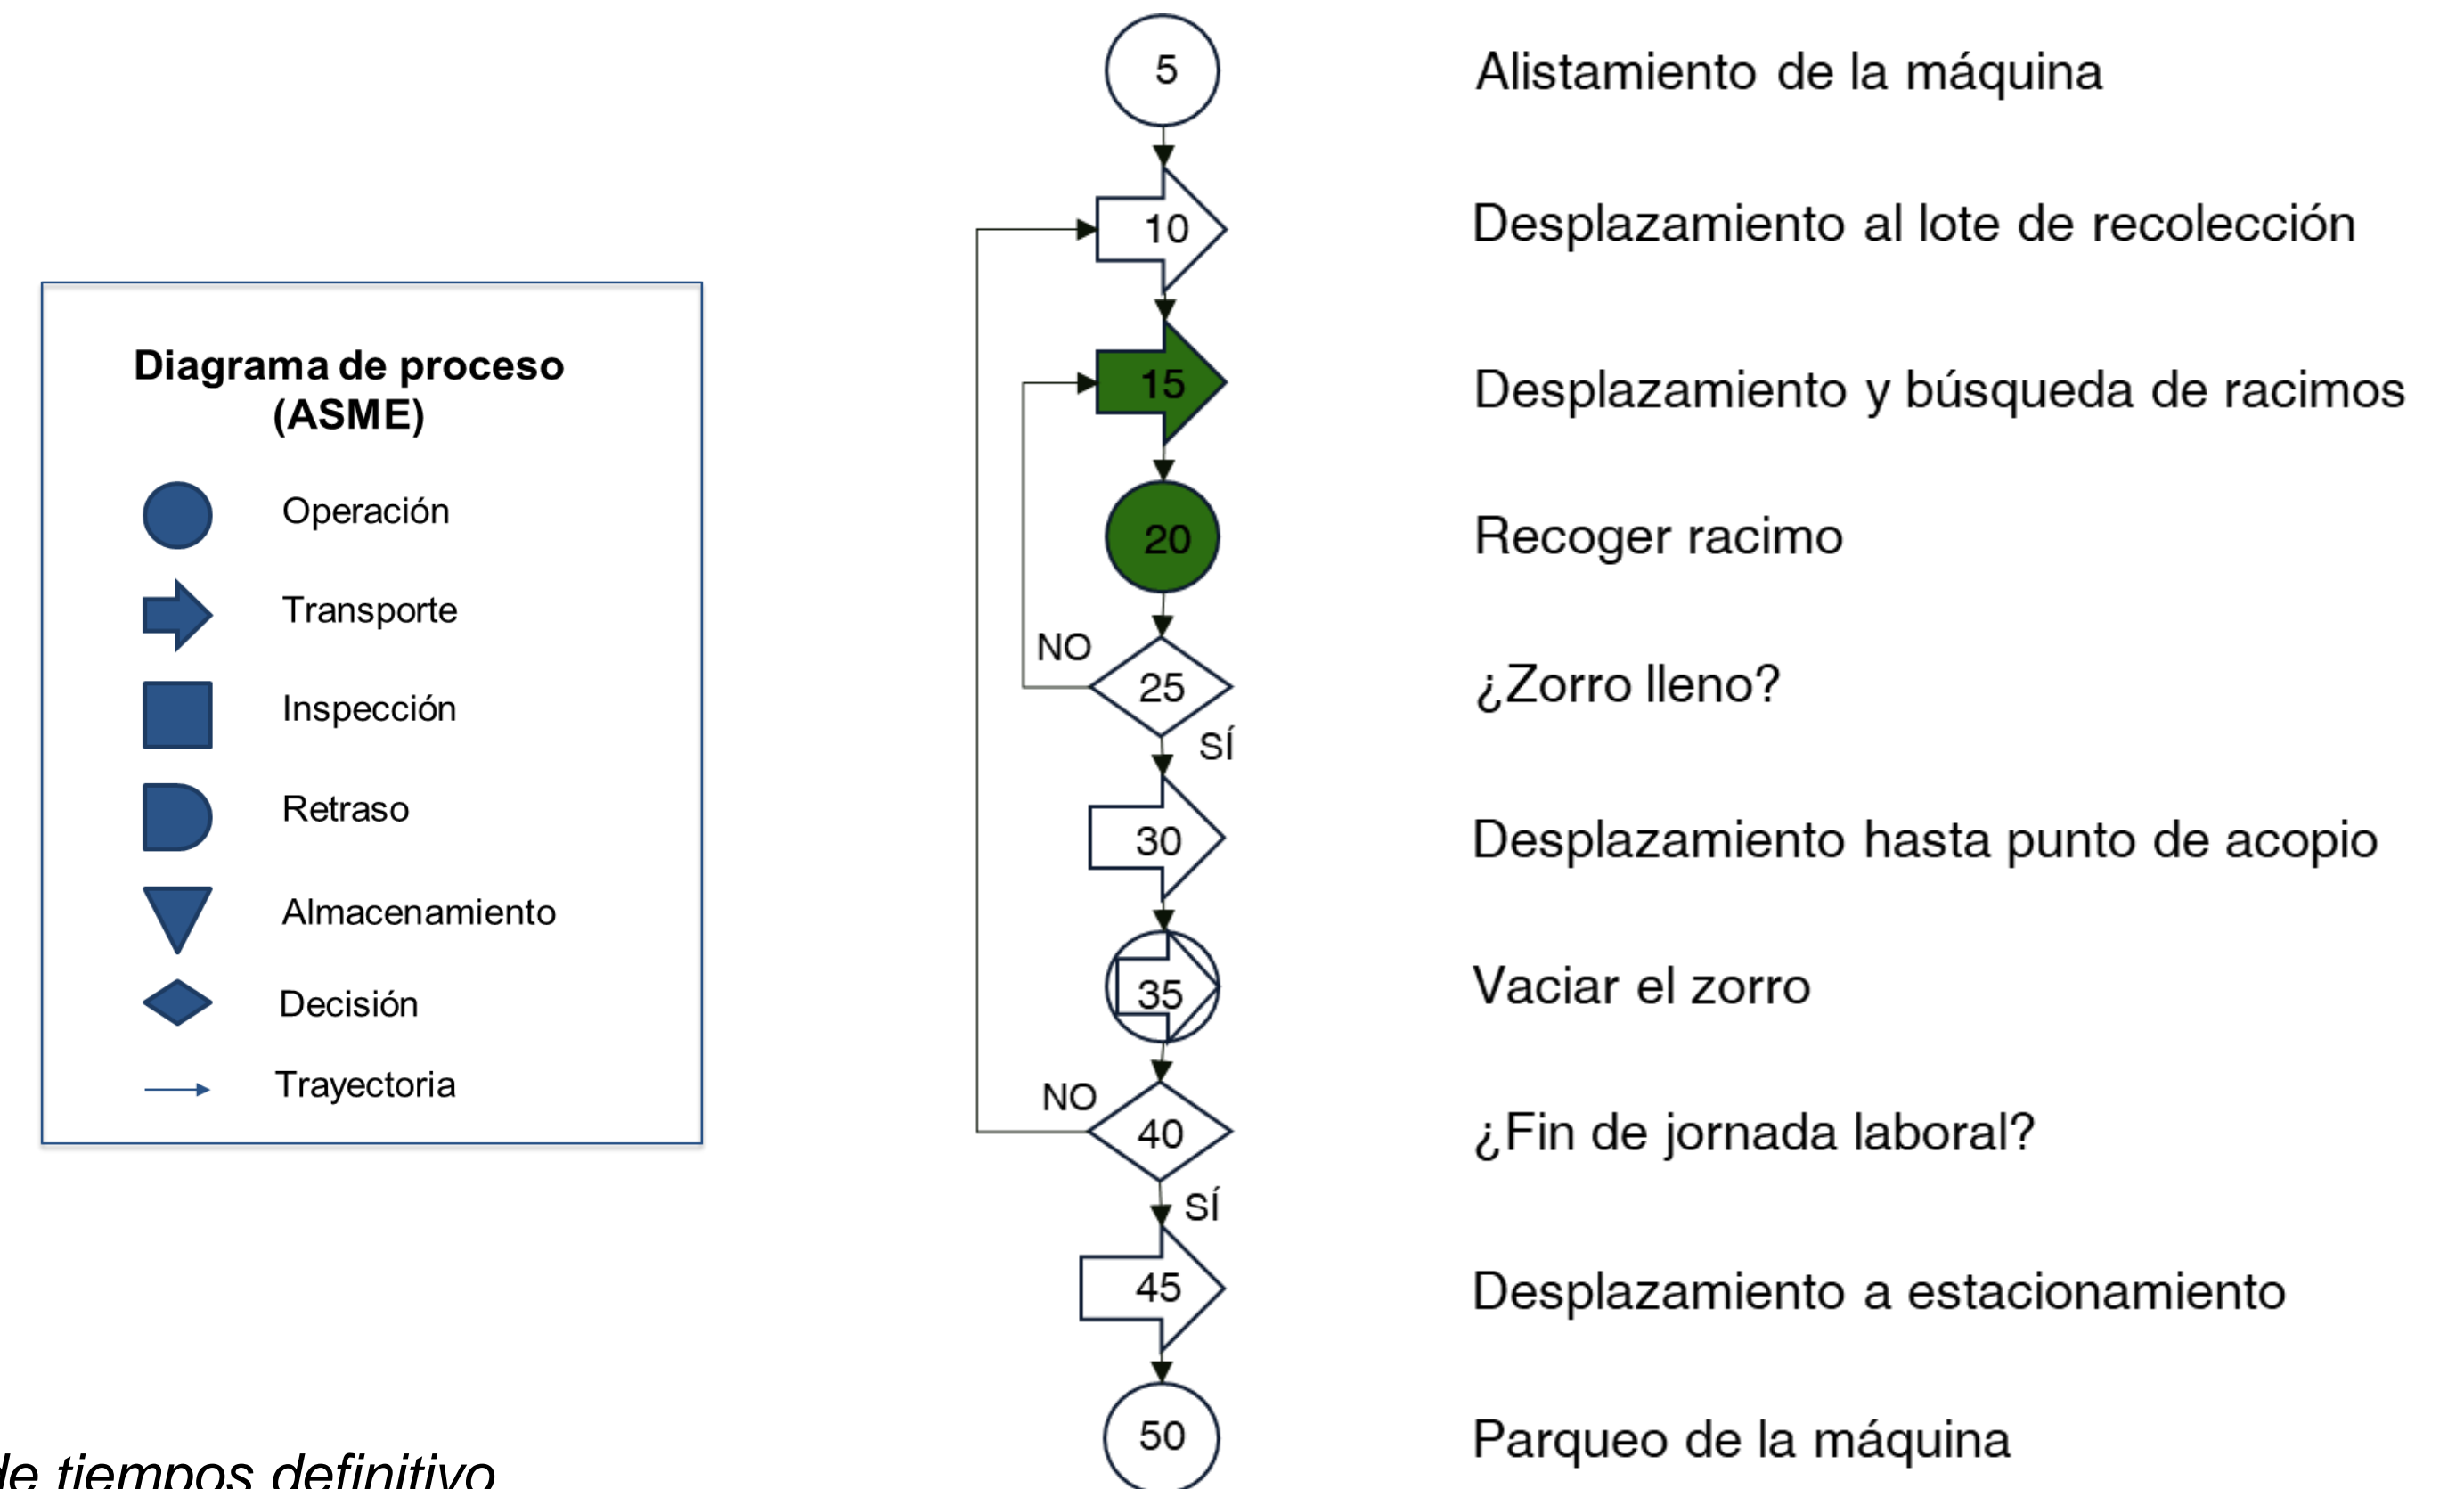 Diagrama de proceso
(ASME)
Operación
Transporte
Inspección
Retraso
Almacenamiento
Decisión
Trayectoria
5 Alistamiento de la máquina
10 Desplazamiento al lote de recolección
15 Desplazamiento y búsqueda de racimos
20 Recoger racimo
NO
25 ¿Zorro lleno?
SÍ
30 Desplazamiento hasta punto de acopio
35 Vaciar el zorro
NO
40 ¿Fin de jornada laboral?
SÍ
45 Desplazamiento a estacionamiento
50 Parqueo de la máquina
de tiempos definitivo